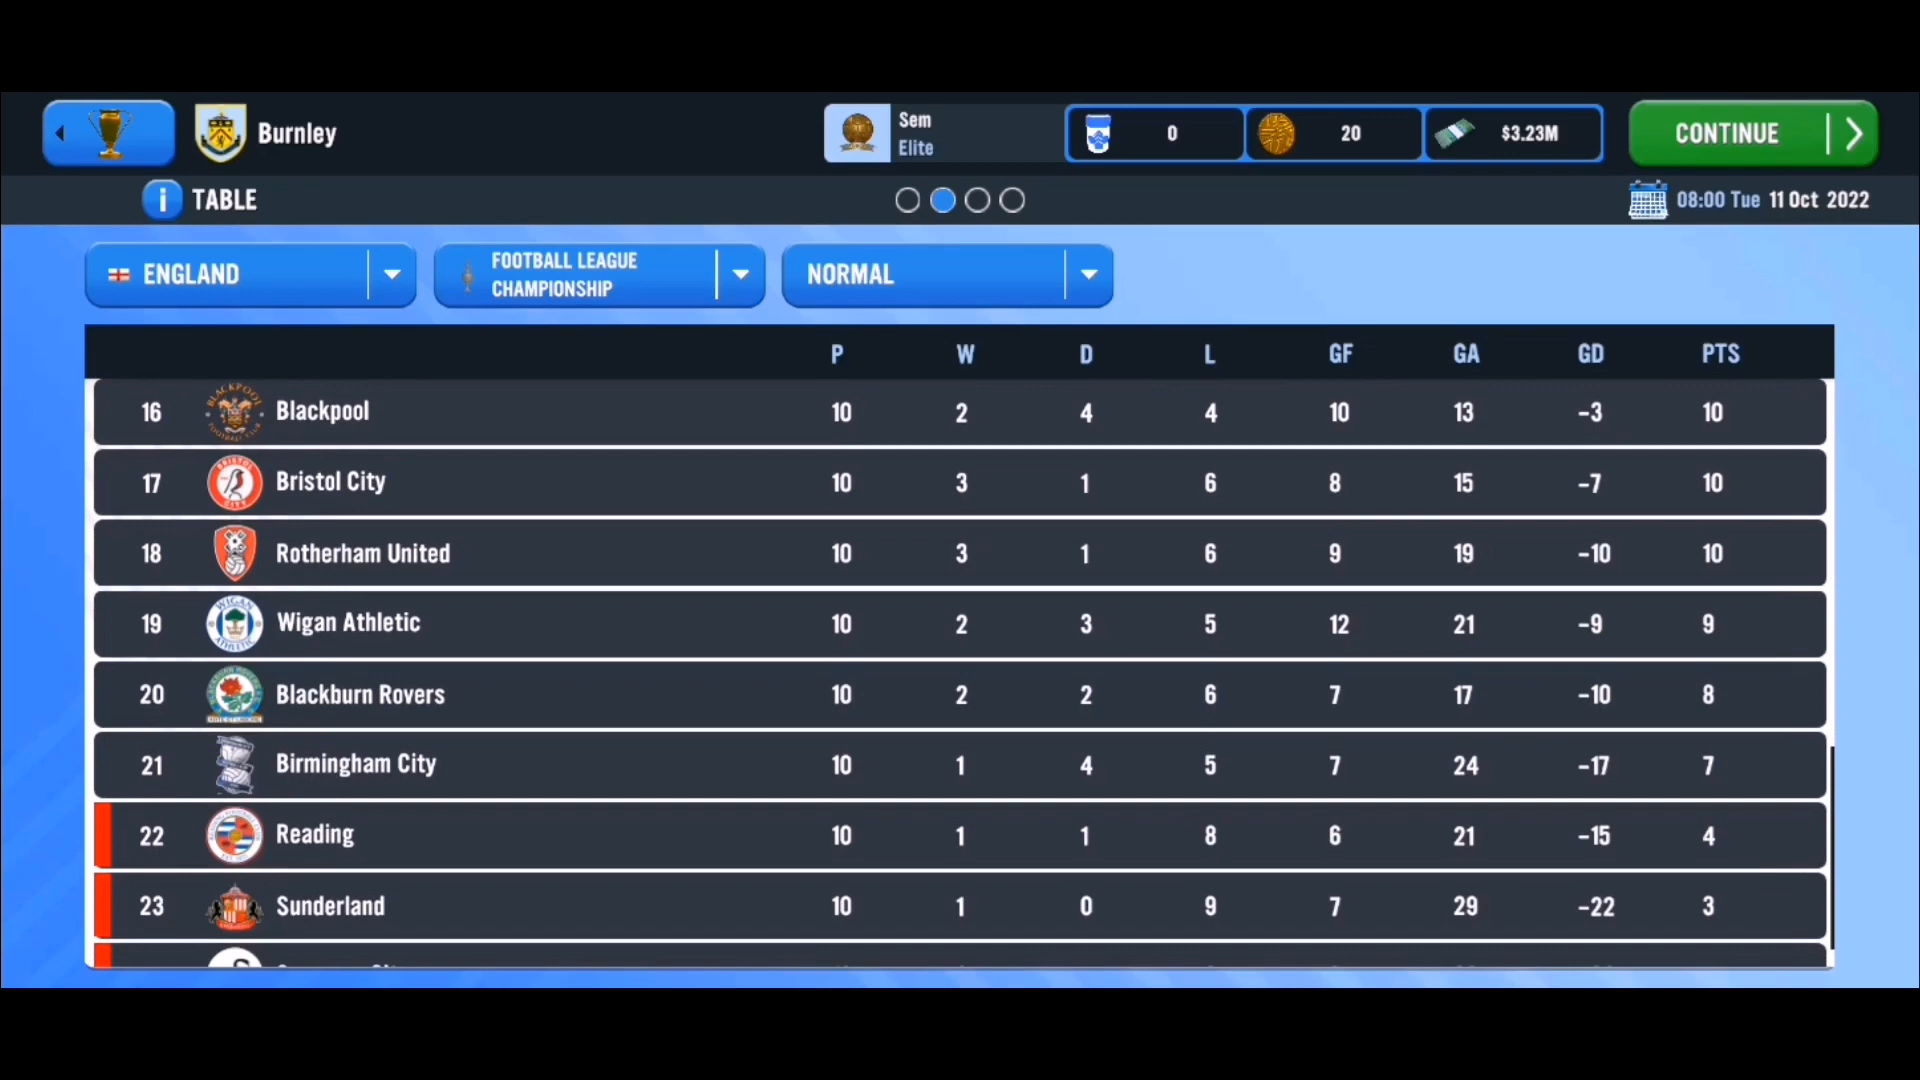 Burnley
Sem
Elite
0
20
$3.23M
CONTINUE
i TABLE
08:00 Tue 11 Oct 2022
ENGLAND
FOOTBALL LEAGUE
CHAMPIONSHIP
NORMAL
P W D L GF GA GD PTS
16 Blackpool 10 2 4 4 10 13 -3 10
17 Bristol City 10 3 1 6 8 15 -7 10
18 Rotherham United 10 3 1 6 9 19 -10 10
19 Wigan Athletic 10 2 3 5 12 21 -9 9
20 Blackburn Rovers 10 2 2 6 7 17 -10 8
21 Birmingham City 10 1 4 5 7 24 -17 7
22 Reading 10 1 1 8 6 21 -15 4
23 Sunderland 10 1 0 9 7 29 -22 3